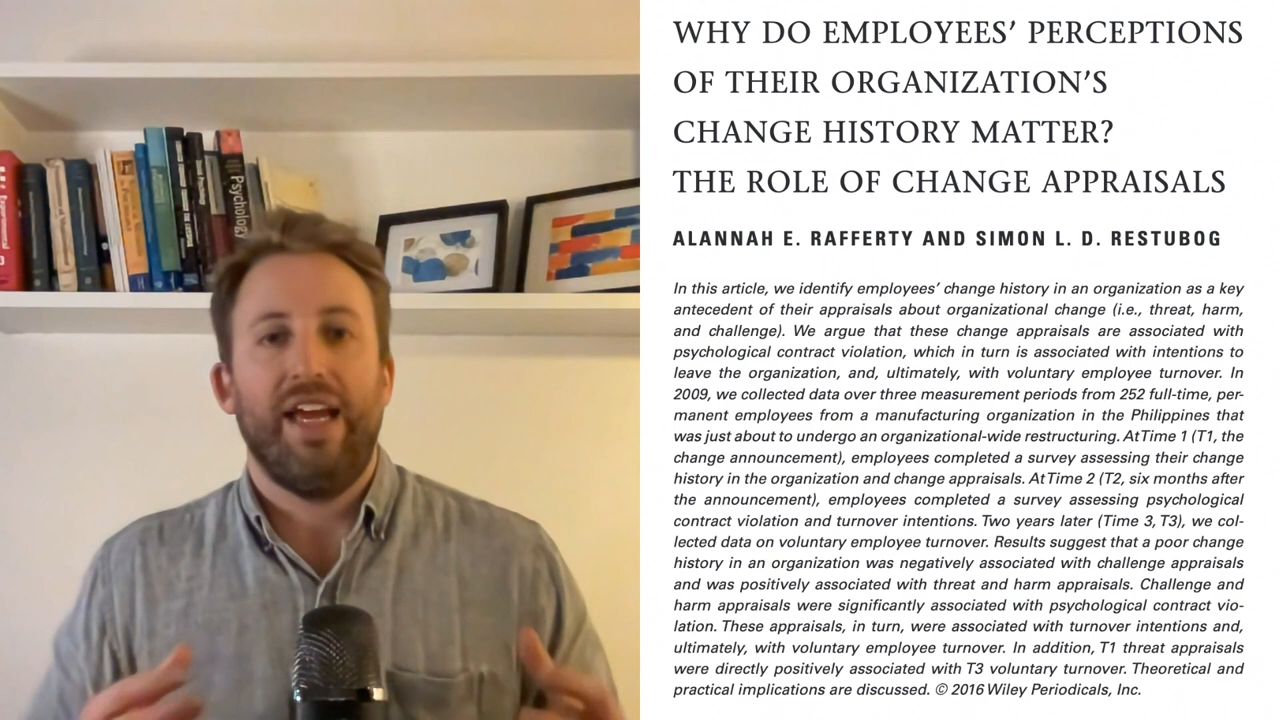 Psychology
WHY DO EMPLOYEES’ PERCEPTIONS
OF THEIR ORGANIZATION’S
CHANGE HISTORY MATTER?
THE ROLE OF CHANGE APPRAISALS
ALANNAH E. RAFFERTY AND SIMON L. D. RESTUBOG
In this article, we identify employees’ change history in an organization as a key
antecedent of their appraisals about organizational change (i.e., threat, harm,
and challenge). We argue that these change appraisals are associated with
psychological contract violation, which in turn is associated with intentions to
leave the organization, and, ultimately, with voluntary employee turnover. In
2009, we collected data over three measurement periods from 252 full-time, per-
manent employees from a manufacturing organization in the Philippines that
was just about to undergo an organizational-wide restructuring. At Time 1 (T1, the
change announcement), employees completed a survey assessing their change
history in the organization and change appraisals. At Time 2 (T2, six months after
the announcement), employees completed a survey assessing psychological
contract violation and turnover intentions. Two years later (Time 3, T3), we col-
lected data on voluntary employee turnover. Results suggest that a poor change
history in an organization was negatively associated with challenge appraisals
and was positively associated with threat and harm appraisals. Challenge and
harm appraisals were significantly associated with psychological contract vio-
lation. These appraisals, in turn, were associated with turnover intentions and,
ultimately, with voluntary employee turnover. In addition, T1 threat appraisals
were directly positively associated with T3 voluntary turnover. Theoretical and
practical implications are discussed. © 2016 Wiley Periodicals, Inc.